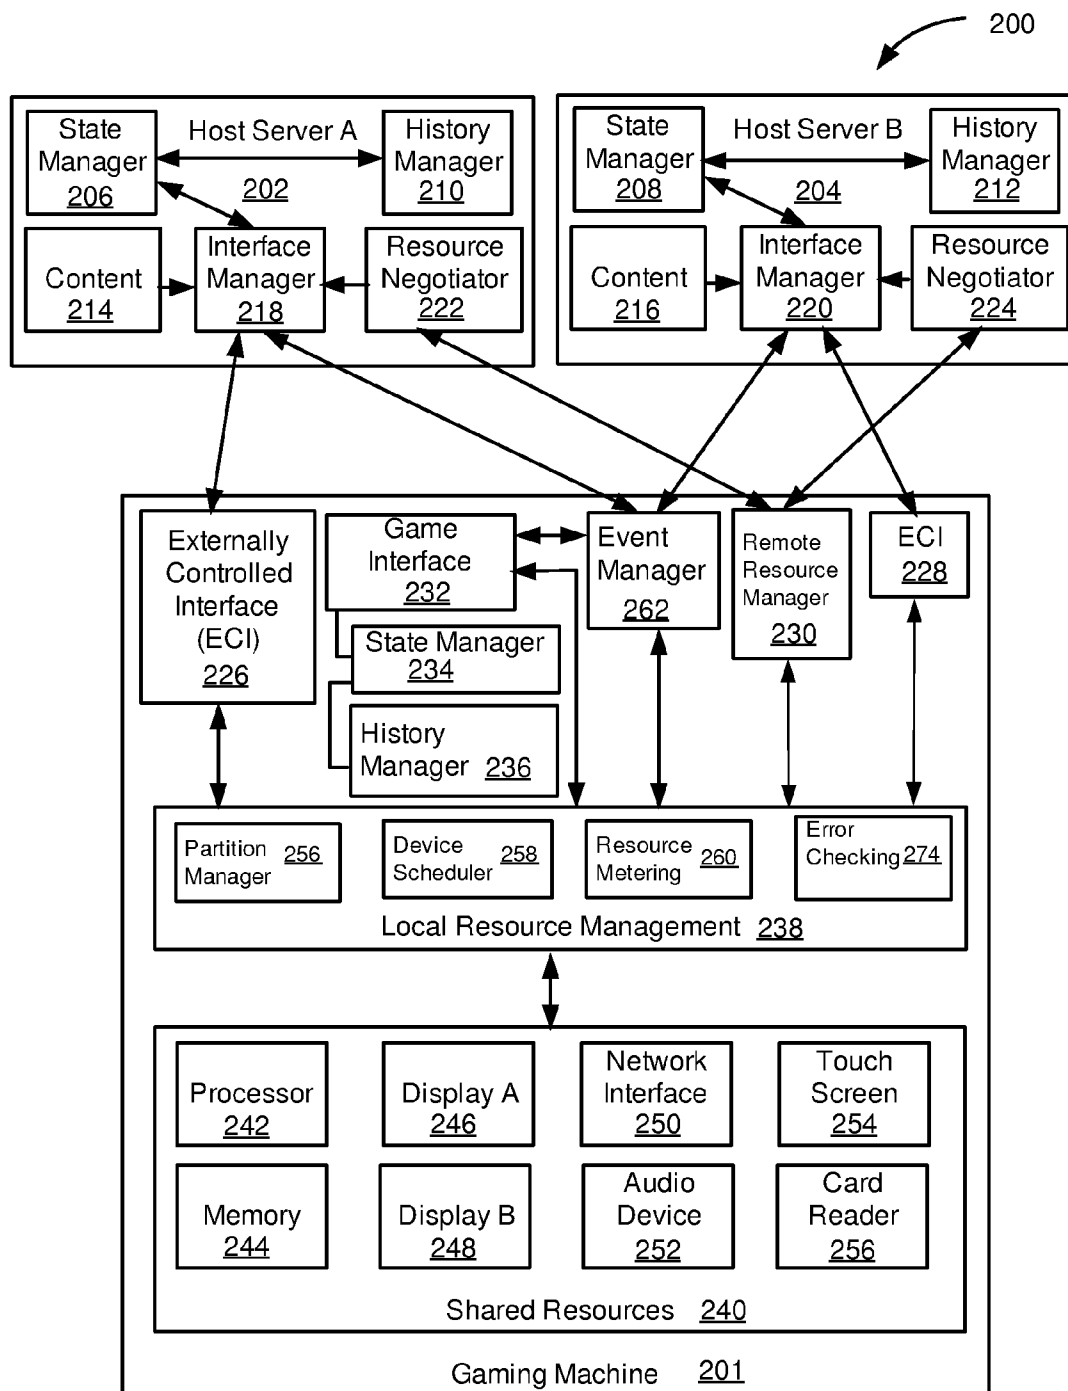 200
State
Manager
206
Host Server A
202
History
Manager
210
Content
214
Interface
Manager
218
Resource
Negotiator
222
State
Manager
208
Host Server B
204
History
Manager
212
Content
216
Interface
Manager
220
Resource
Negotiator
224
Externally
Controlled
Interface
(ECI)
226
Game
Interface
232
State Manager
234
History
Manager 236
Event
Manager
262
Remote
Resource
Manager
230
ECI
228
Partition
Manager 256
Device
Scheduler 258
Resource
Metering 260
Error
Checking 274
Local Resource Management 238
Processor
242
Display A
246
Network
Interface
250
Touch
Screen
254
Memory
244
Display B
248
Audio
Device
252
Card
Reader
256
Shared Resources 240
Gaming Machine 201